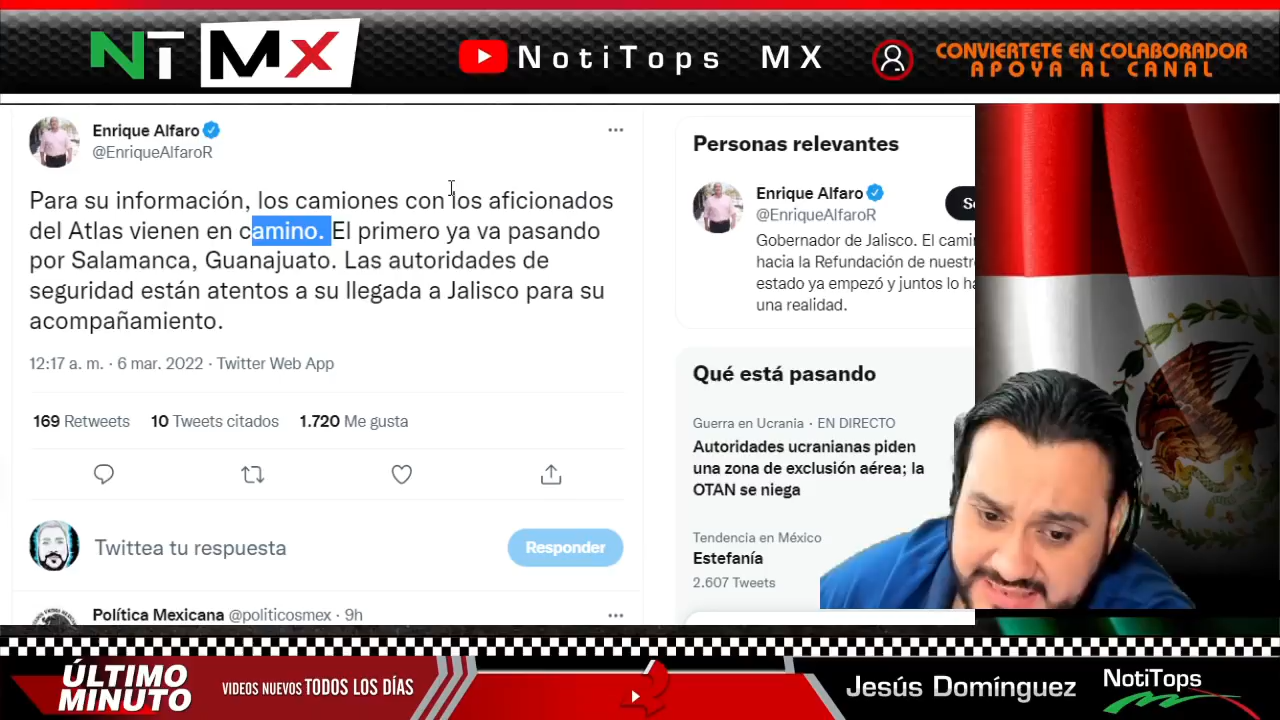 NT MX
NotiTops MX
CONVIERTETE EN COLABORADOR
APOYA AL CANAL
Enrique Alfaro
@EnriqueAlfaroR
Para su información, los camiones con los aficionados
del Atlas vienen en camino. El primero ya va pasando
por Salamanca, Guanajuato. Las autoridades de
seguridad están atentos a su llegada a Jalisco para su
acompañamiento.
12:17 a. m. · 6 mar. 2022 · Twitter Web App
169 Retweets 10 Tweets citados 1.720 Me gusta
Twittea tu respuesta
Responder
Política Mexicana @politicosmex · 9h
Personas relevantes
Enrique Alfaro
@EnriqueAlfaroR
Gobernador de Jalisco. El cami
hacia la Refundación de nuestr
estado ya empezó y juntos lo h
una realidad.
Qué está pasando
Guerra en Ucrania · EN DIRECTO
Autoridades ucranianas piden
una zona de exclusión aérea; la
OTAN se niega
Tendencia en México
Estefanía
2.607 Tweets
ÚLTIMO
MINUTO
VIDEOS NUEVOS TODOS LOS DÍAS
Jesús Domínguez
NotiTops